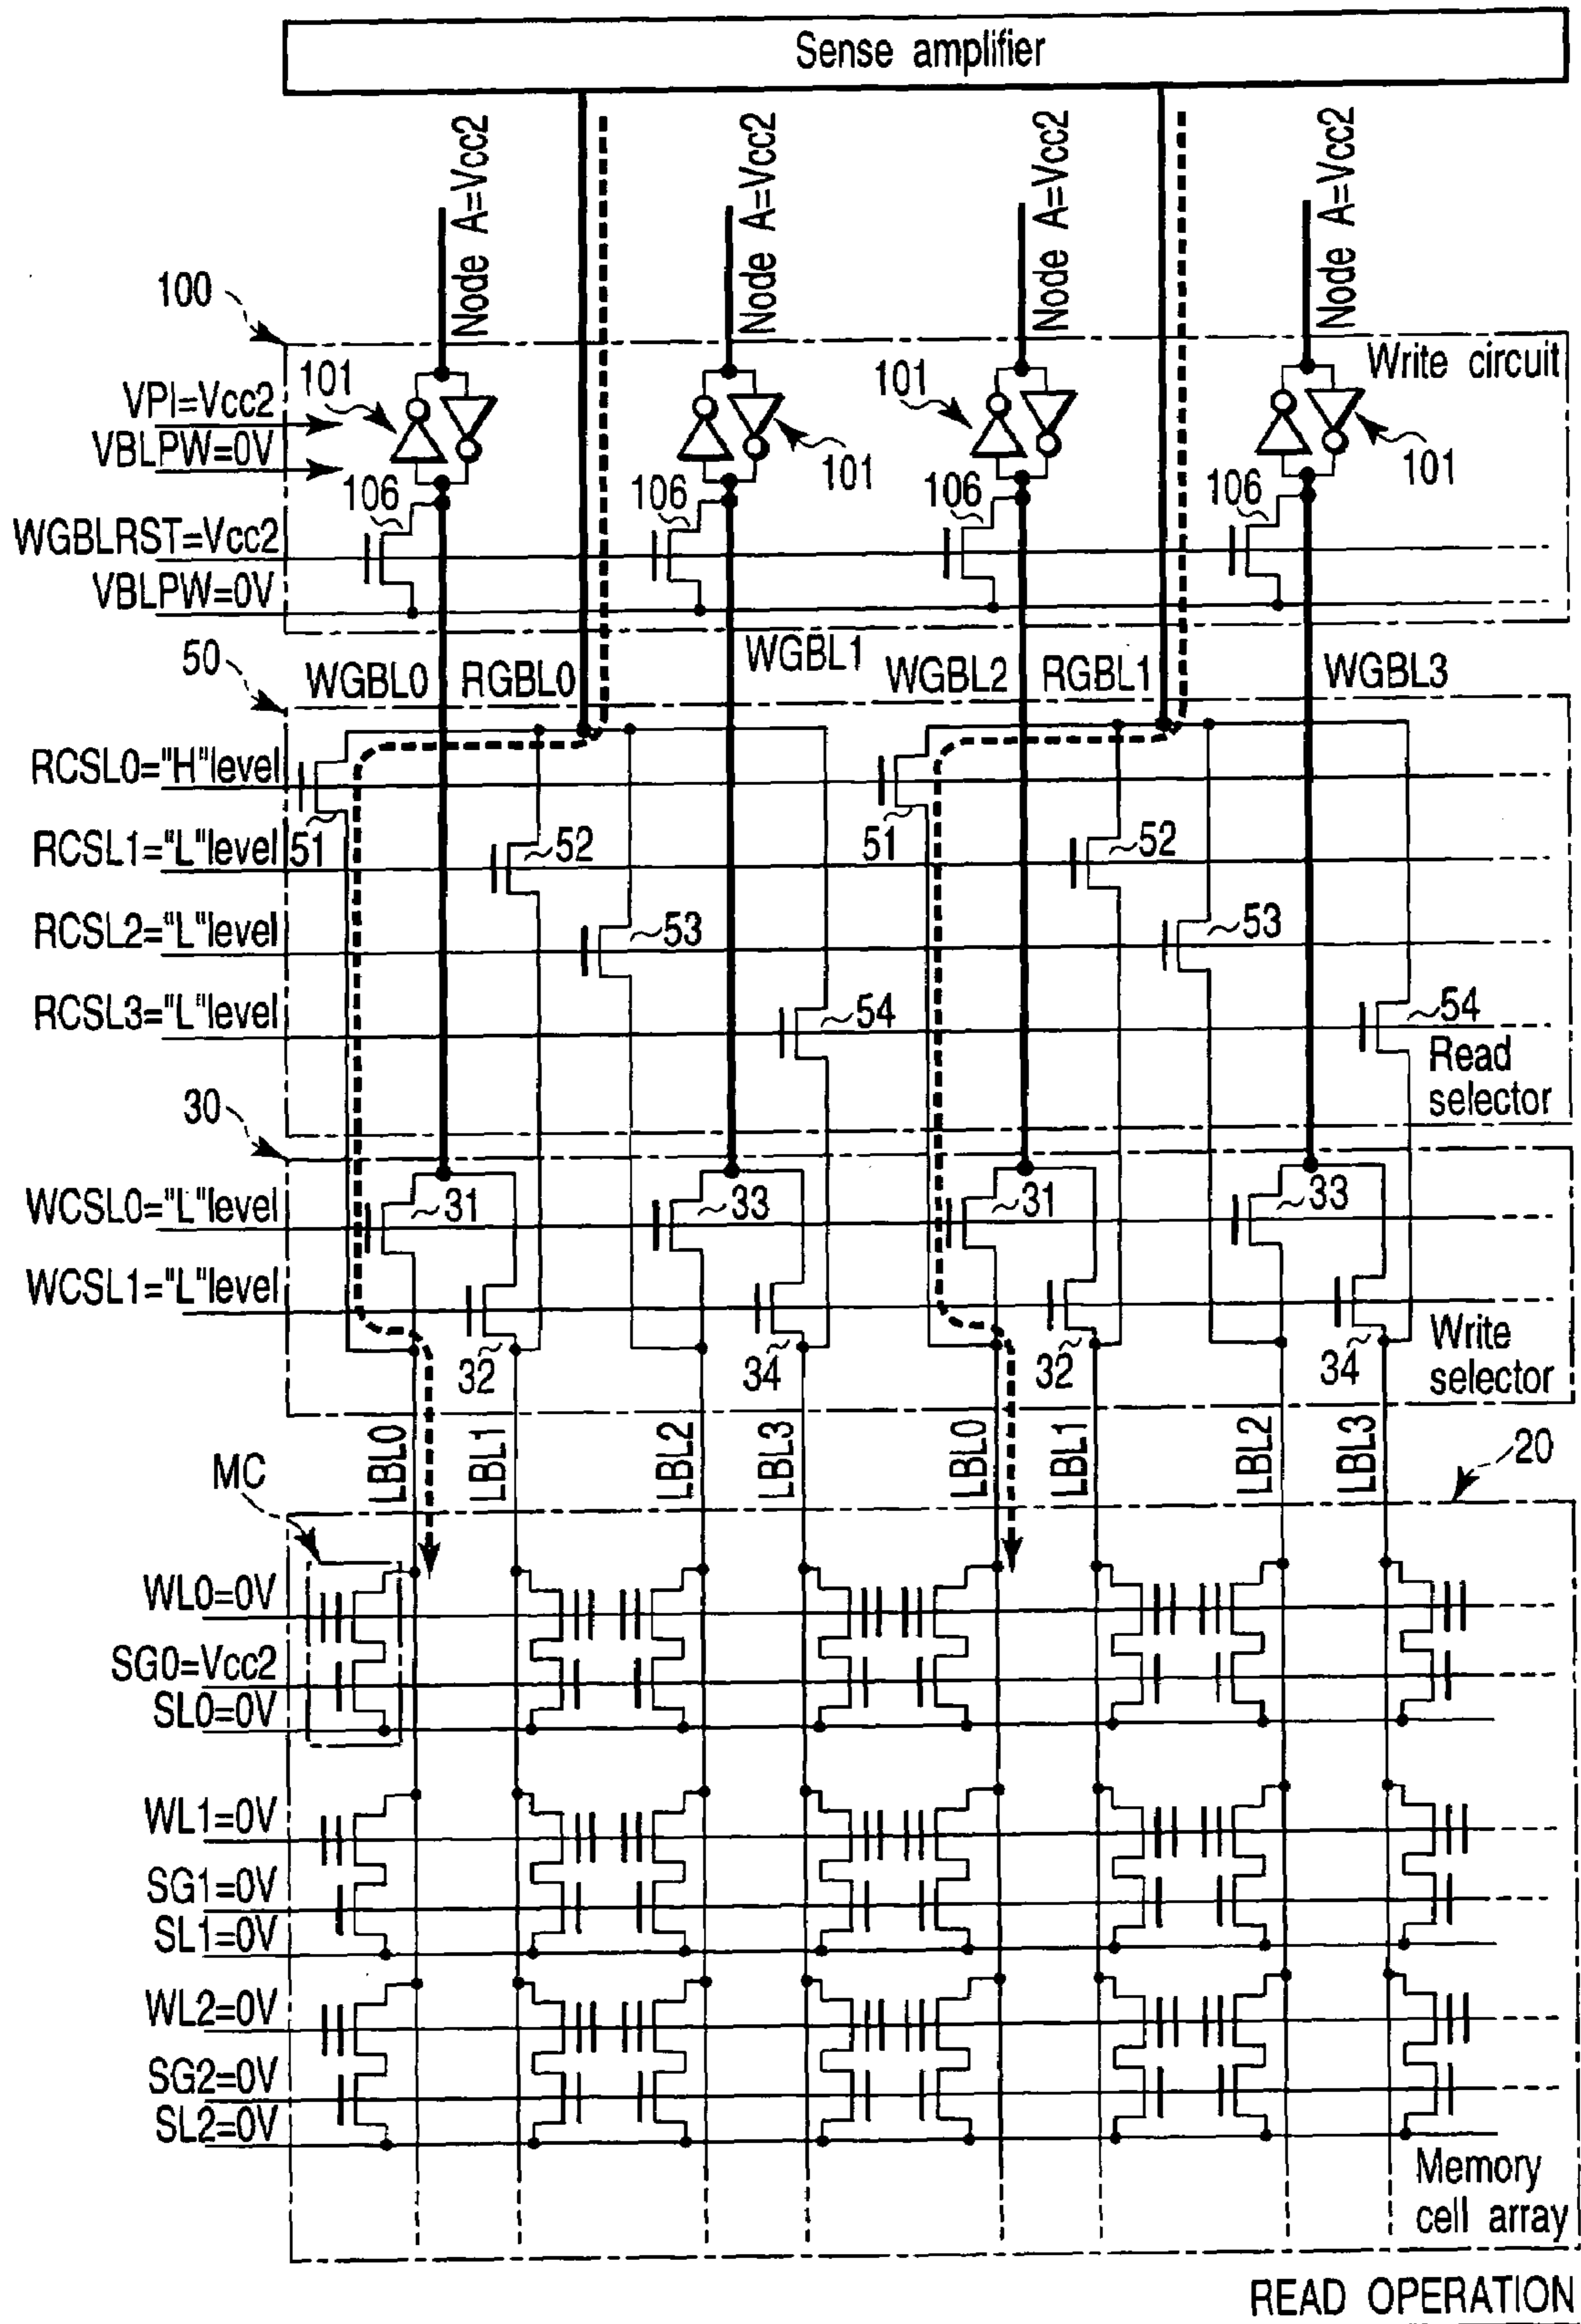 Sense amplifier
Node A=Vcc2
Node A=Vcc2
Node A=Vcc2
Node A=Vcc2
100
Write circuit
VPI=Vcc2
101
101
VBLPW=0V
101
101
106
106
106
106
WGBLRST=Vcc2
VBLPW=0V
50
WGBL0
RGBL0
WGBL1
WGBL2
RGBL1
WGBL3
RCSL0="H"level
51
51
RCSL1="L"level
52
52
RCSL2="L"level
53
53
RCSL3="L"level
54
54
Read
selector
30
WCSL0="L"level
31
33
31
33
WCSL1="L"level
32
34
32
34
Write
selector
LBL0
LBL1
LBL2
LBL3
LBL0
LBL1
LBL2
LBL3
20
MC
WL0=0V
SG0=Vcc2
SL0=0V
WL1=0V
SG1=0V
SL1=0V
WL2=0V
SG2=0V
SL2=0V
Memory
cell array
READ OPERATION